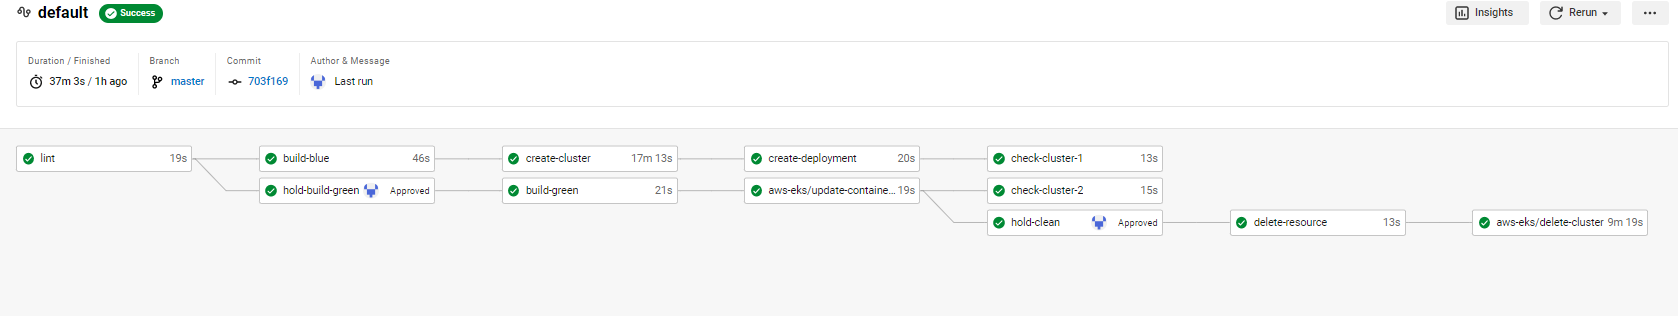 default Success Insights Rerun
Duration / Finished Branch Commit Author & Message
37m 3s / 1h ago master 703f169 Last run
lint 19s build-blue 46s create-cluster 17m 13s create-deployment 20s check-cluster-1 13s
hold-build-green Approved build-green 21s aws-eks/update-containe... 19s check-cluster-2 15s
hold-clean Approved delete-resource 13s aws-eks/delete-cluster 9m 19s